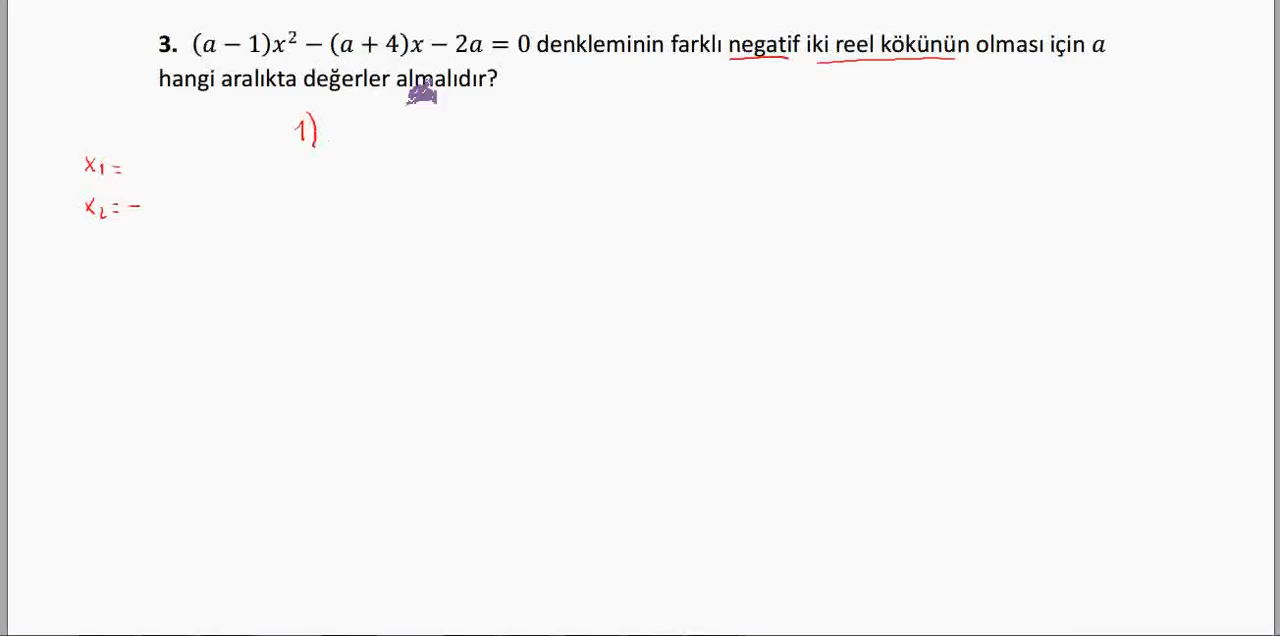 3. (a − 1)x² − (a + 4)x − 2a = 0 denkleminin farklı negatif iki reel kökünün olması için a
hangi aralıkta değerler almalıdır?
1)
x₁ =
x₂ = −